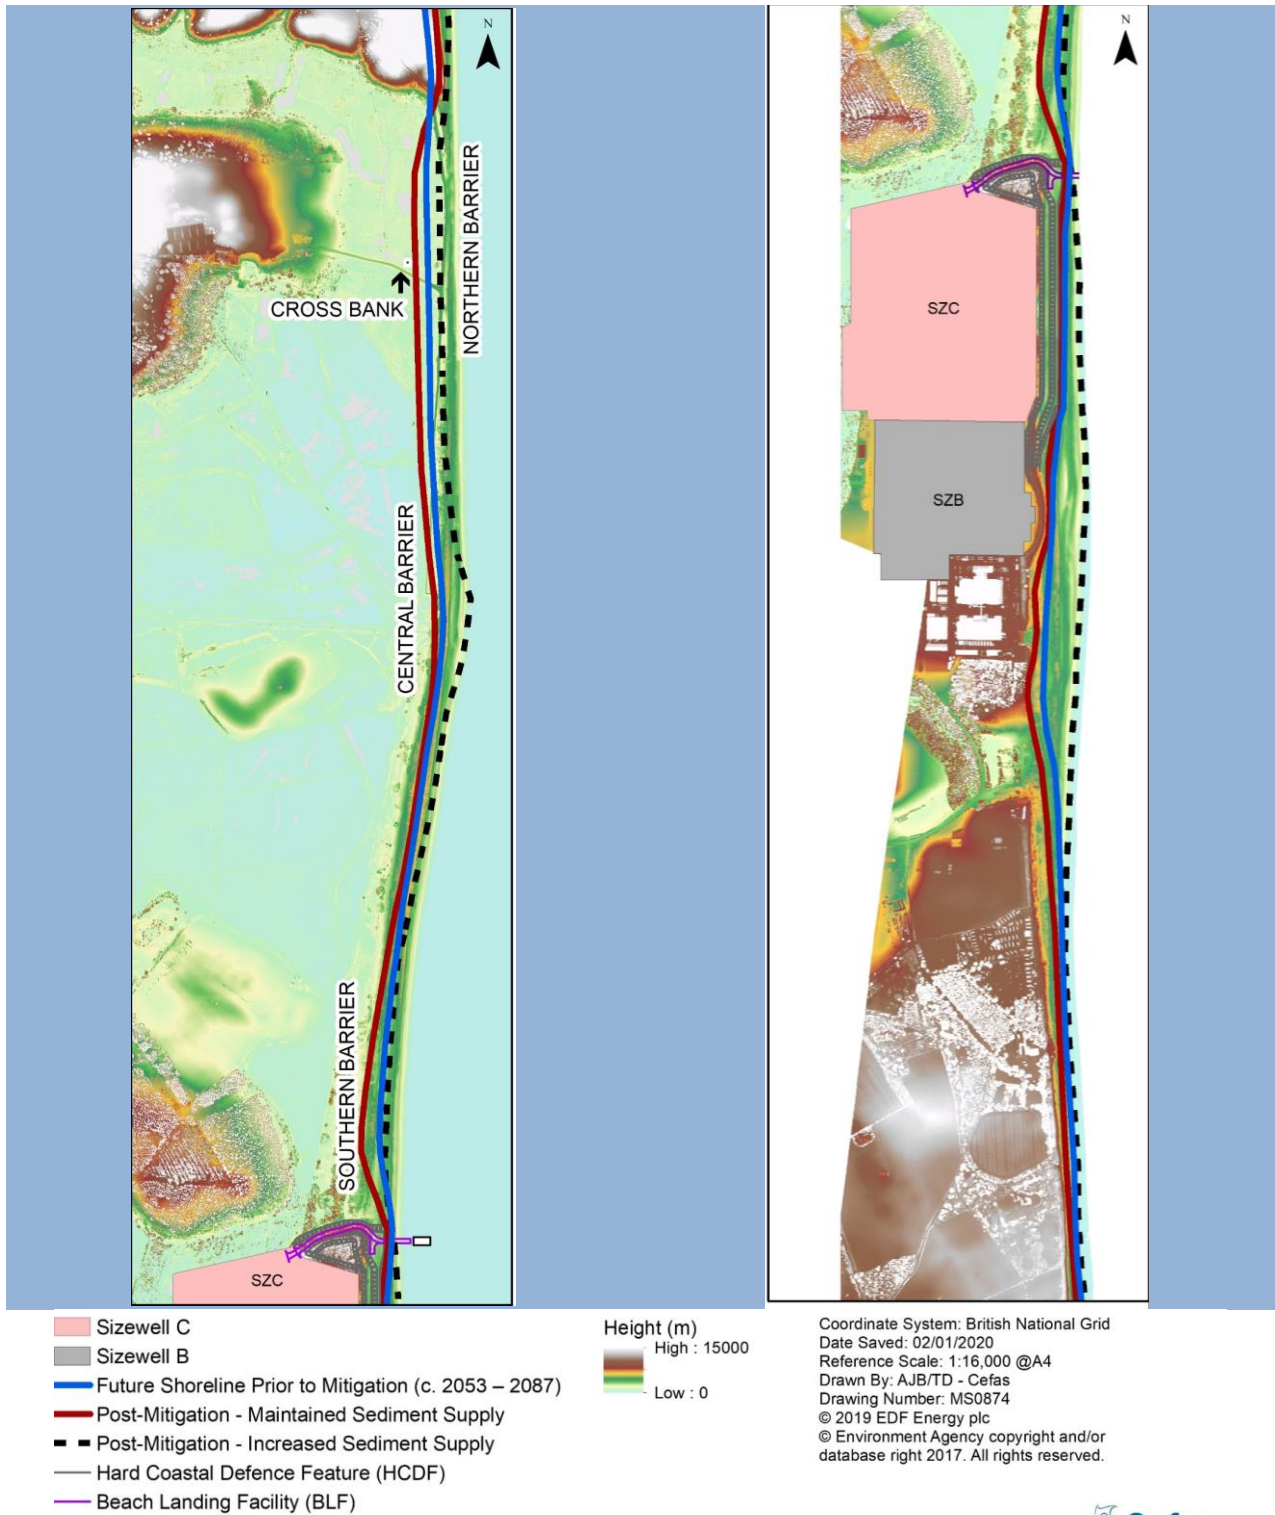 N
NORTHERN BARRIER
CROSS BANK
CENTRAL BARRIER
SOUTHERN BARRIER
SZC
N
SZC
SZB
Sizewell C
Sizewell B
Future Shoreline Prior to Mitigation (c. 2053 – 2087)
Post-Mitigation - Maintained Sediment Supply
Post-Mitigation - Increased Sediment Supply
Hard Coastal Defence Feature (HCDF)
Beach Landing Facility (BLF)
Height (m)
High : 15000
Low : 0
Coordinate System: British National Grid
Date Saved: 02/01/2020
Reference Scale: 1:16,000 @A4
Drawn By: AJB/TD - Cefas
Drawing Number: MS0874
© 2019 EDF Energy plc
© Environment Agency copyright and/or
database right 2017. All rights reserved.